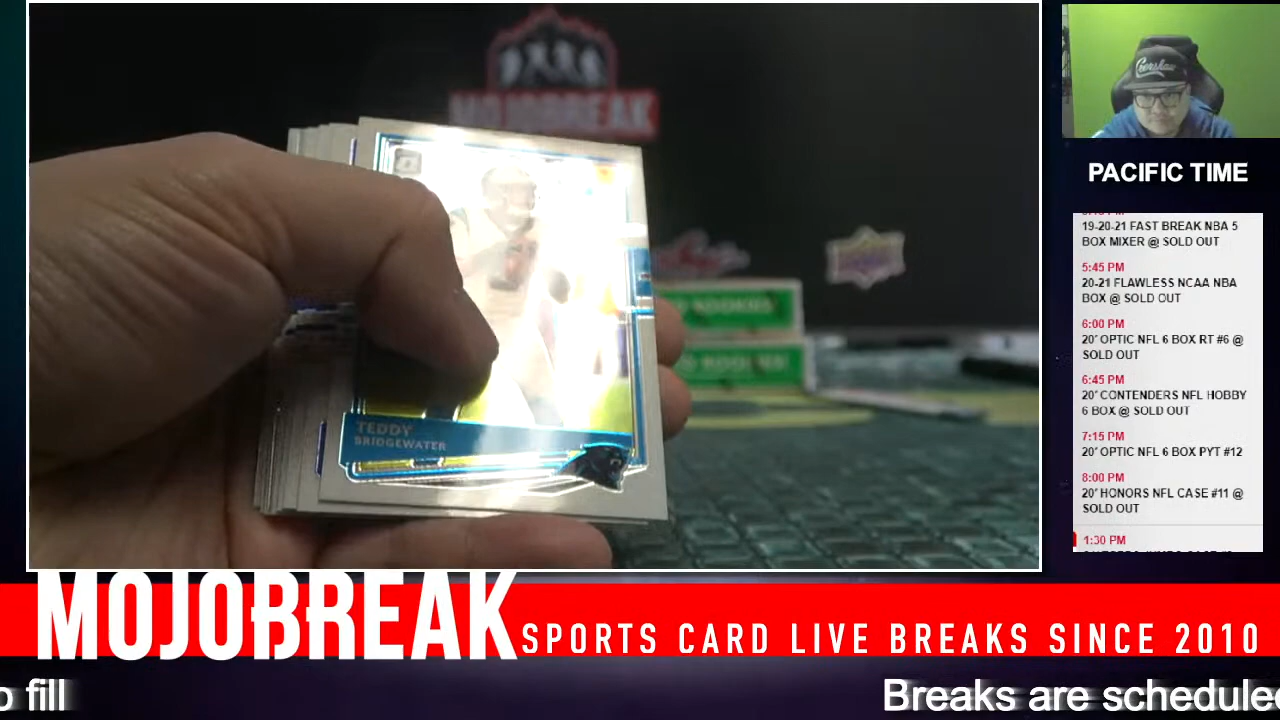 MOJOBREAK
TEDDY
BRIDGEWATER
Cershaw
PACIFIC TIME
19-20-21 FAST BREAK NBA 5
BOX MIXER @ SOLD OUT
5:45 PM
20-21 FLAWLESS NCAA NBA
BOX @ SOLD OUT
6:00 PM
20' OPTIC NFL 6 BOX RT #6 @
SOLD OUT
6:45 PM
20' CONTENDERS NFL HOBBY
6 BOX @ SOLD OUT
7:15 PM
20' OPTIC NFL 6 BOX PYT #12
8:00 PM
20' HONORS NFL CASE #11 @
SOLD OUT
1:30 PM
MOJOBREAK
SPORTS CARD LIVE BREAKS SINCE 2010
o fill
Breaks are scheduled